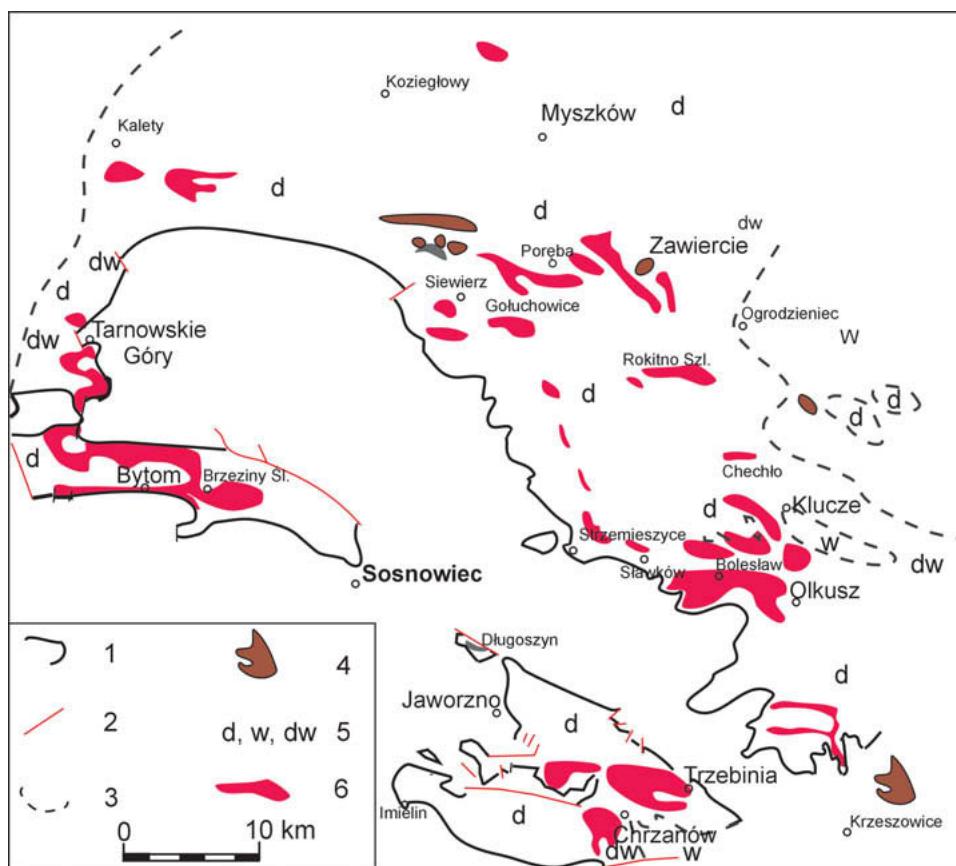 Koziegłowy
Myszków
d
Kalety
d
d
dw
Poręba
Zawiercie
dw
Siewierz
d
Gołuchowice
Ogrodzieniec
dw
Tarnowskie
Góry
w
Rokitno Szl.
d
d
d
d
Bytom
Brzeziny Śl.
Chechło
Klucze
d
w
Strzemieszyce
dw
Sławków
Bolesław
Sosnowiec
Olkusz
Długoszyn
1
4
d
Jaworzno
d
2
d, w, dw
5
Trzebinia
3
6
d
Imielin
Chrzanów
Krzeszowice
0
10 km
dw
w